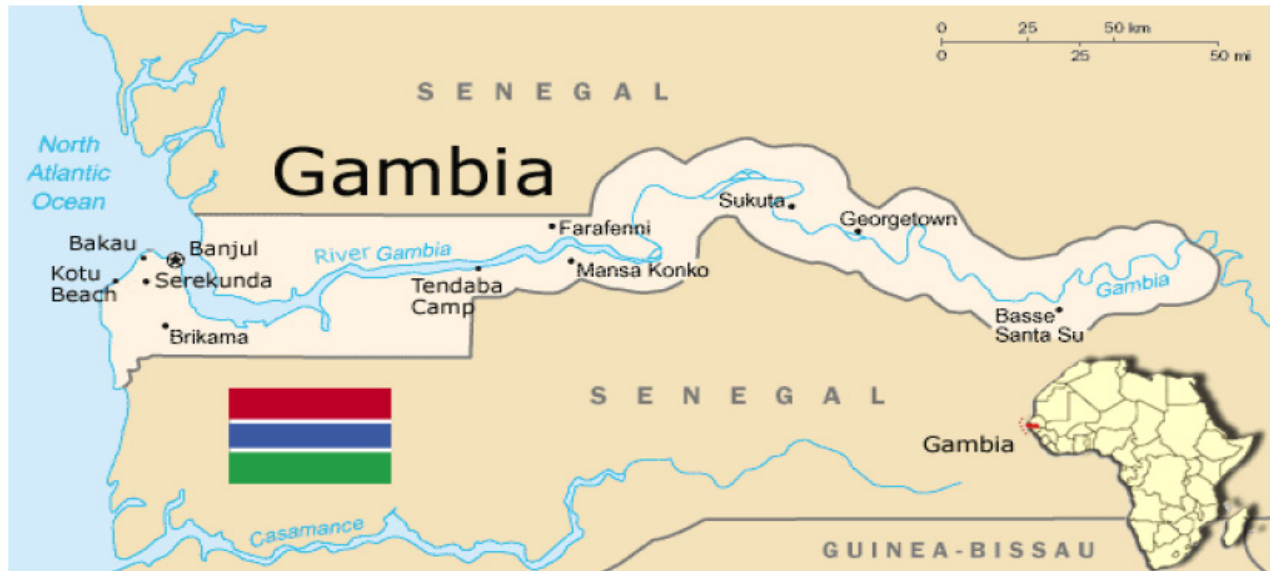 0 25 50 km
0 25 50 mi
SENEGAL
North
Atlantic
Ocean
Gambia
Sukuta
Georgetown
Farafenni
Bakau
Banjul
River Gambia
Mansa Konko
Kotu
Beach
Serekunda
Tendaba
Camp
Gambia
Basse
Santa Su
Brikama
SENEGAL
Gambia
Casamance
GUINEA-BISSAU